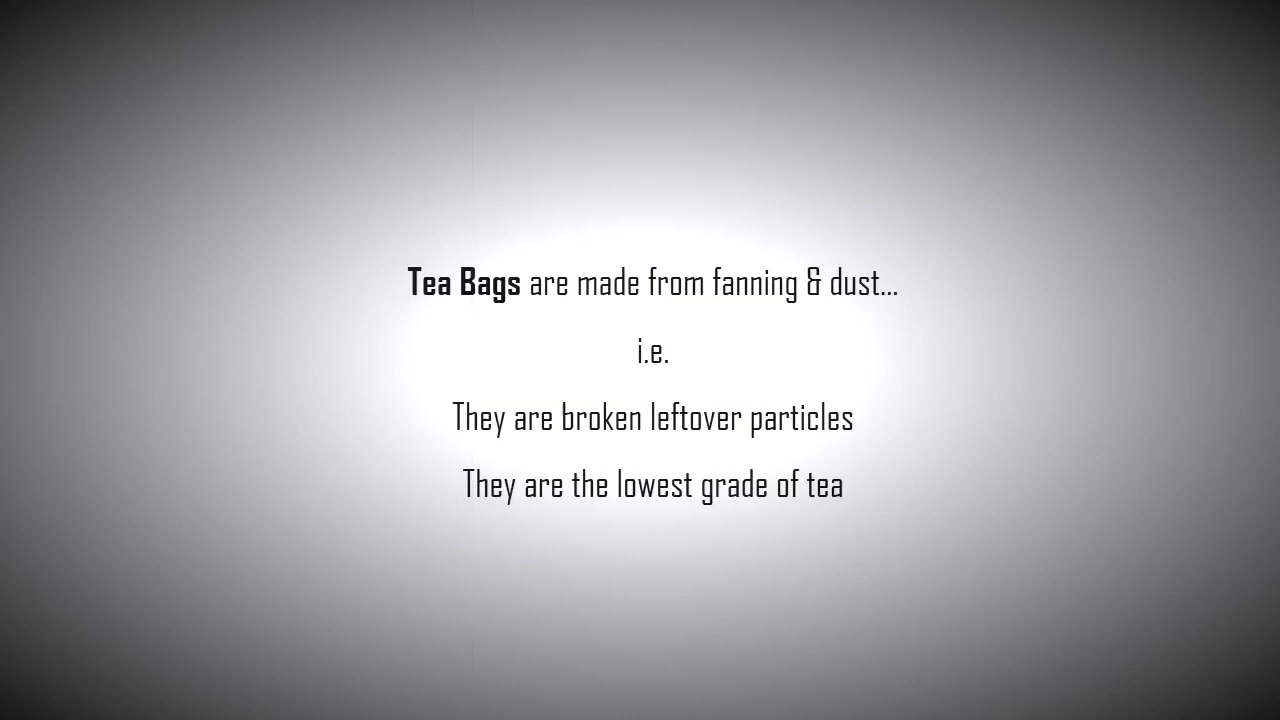 Tea Bags are made from fanning & dust...
i.e.
They are broken leftover particles
They are the lowest grade of tea